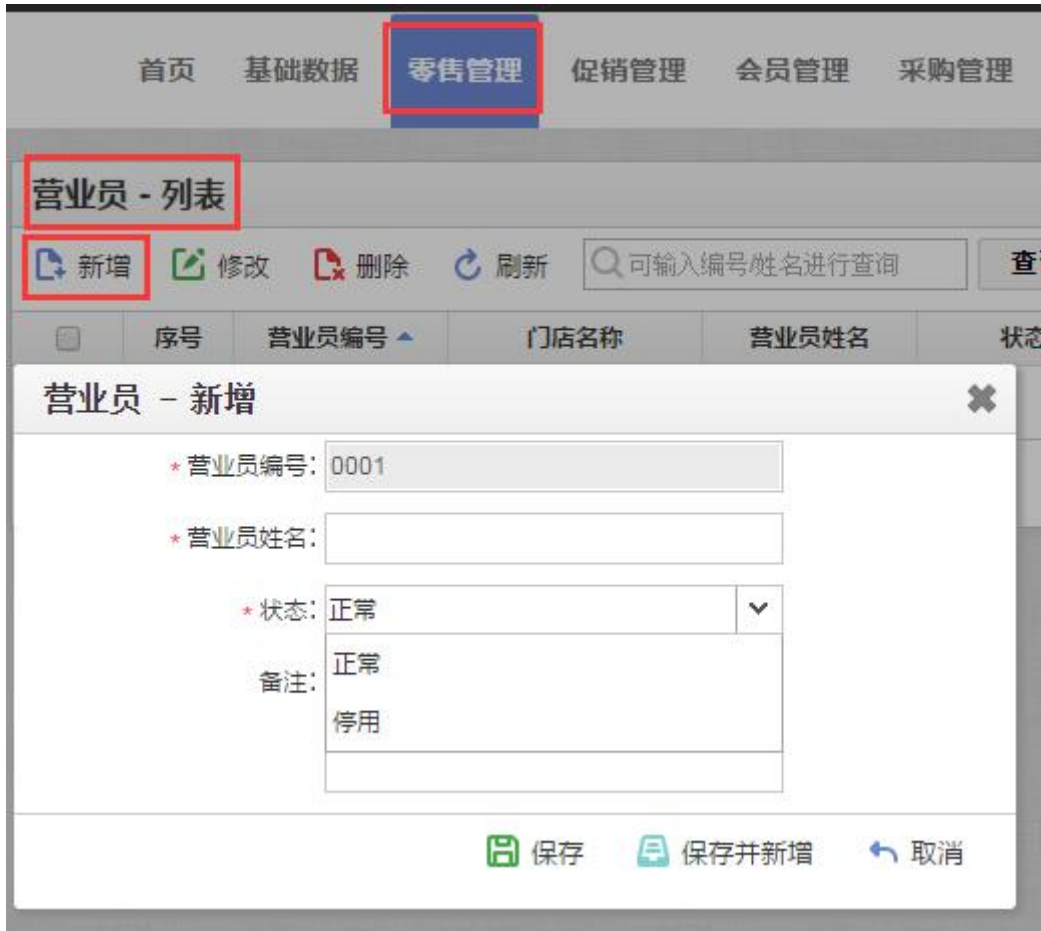 首页 基础数据 零售管理 促销管理 会员管理 采购管理
营业员 - 列表
新增 修改 删除 刷新 可输入编号/姓名进行查询 查
序号 营业员编号 门店名称 营业员姓名 状态
营业员 - 新增
* 营业员编号: 0001
* 营业员姓名:
* 状态: 正常
备注: 正常
停用
保存 保存并新增 取消